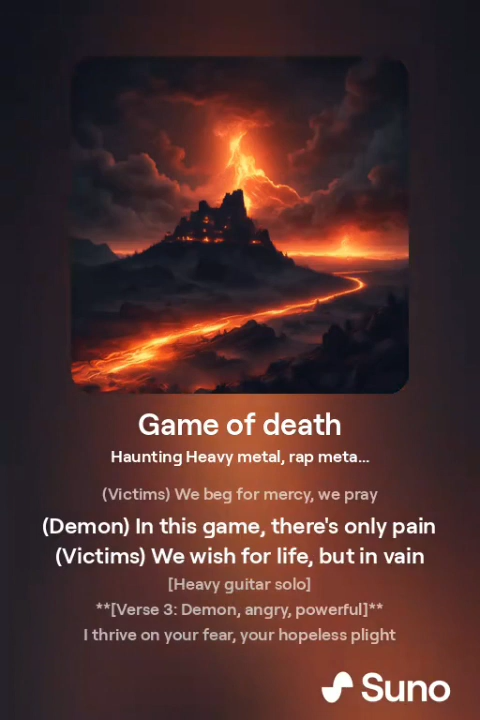 Game of death
Haunting Heavy metal, rap meta...
(Victims) We beg for mercy, we pray
(Demon) In this game, there's only pain
(Victims) We wish for life, but in vain
[Heavy guitar solo]
**[Verse 3: Demon, angry, powerful]**
I thrive on your fear, your hopeless plight
Suno